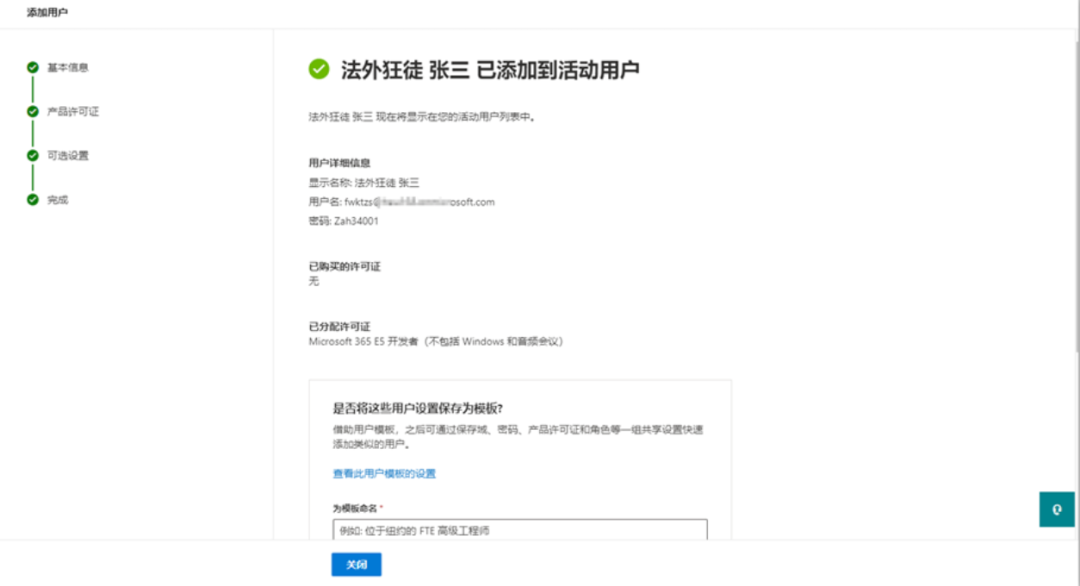 添加用户
基本信息
产品许可证
可选设置
完成
法外狂徒 张三 已添加到活动用户
法外狂徒 张三 现在将显示在您的活动用户列表中。
用户详细信息
显示名称: 法外狂徒 张三
用户名: fwktzs@ osoft.com
密码: Zah34001
已购买的许可证
无
已分配许可证
Microsoft 365 E5 开发者（不包括 Windows 和音频会议）
是否将这些用户设置保存为模板?
借助用户模板，之后可通过保存域、密码、产品许可证和角色等一组共享设置快速
添加类似的用户。
查看此用户模板的设置
为模板命名 *
例如: 位于纽约的 FTE 高级工程师
关闭